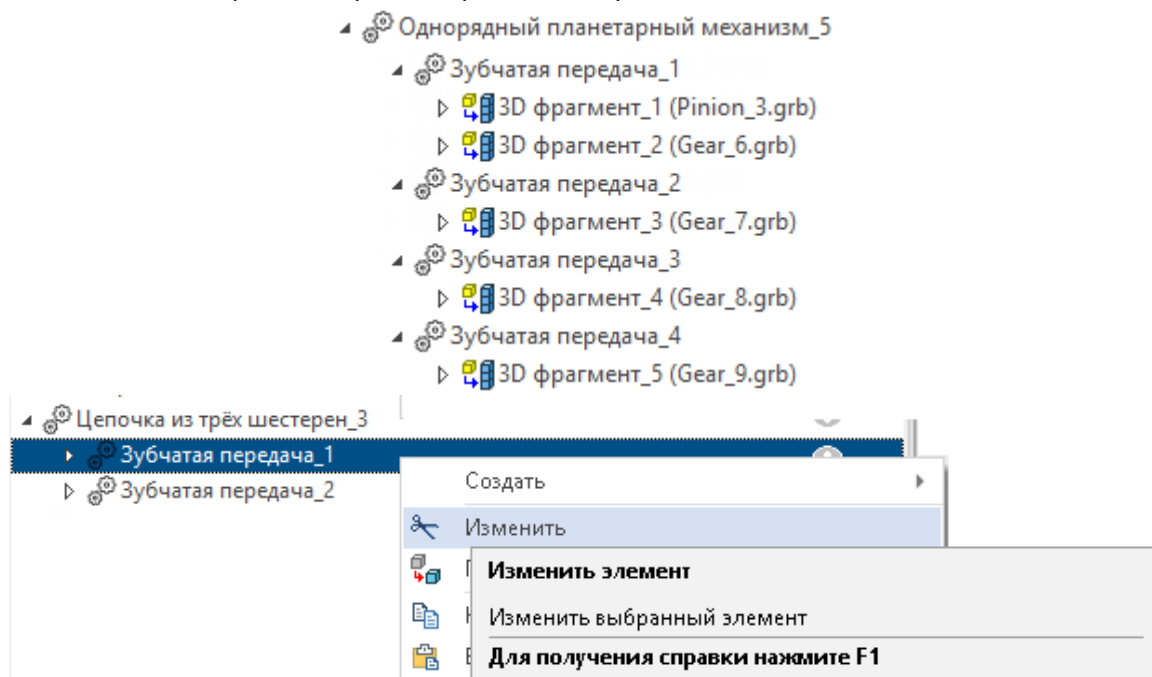 Однорядный планетарный механизм_5
Зубчатая передача_1
3D фрагмент_1 (Pinion_3.grb)
3D фрагмент_2 (Gear_6.grb)
Зубчатая передача_2
3D фрагмент_3 (Gear_7.grb)
Зубчатая передача_3
3D фрагмент_4 (Gear_8.grb)
Зубчатая передача_4
3D фрагмент_5 (Gear_9.grb)
Цепочка из трёх шестерен_3
Зубчатая передача_1
Зубчатая передача_2
Создать
Изменить
Изменить элемент
Изменить выбранный элемент
Для получения справки нажмите F1